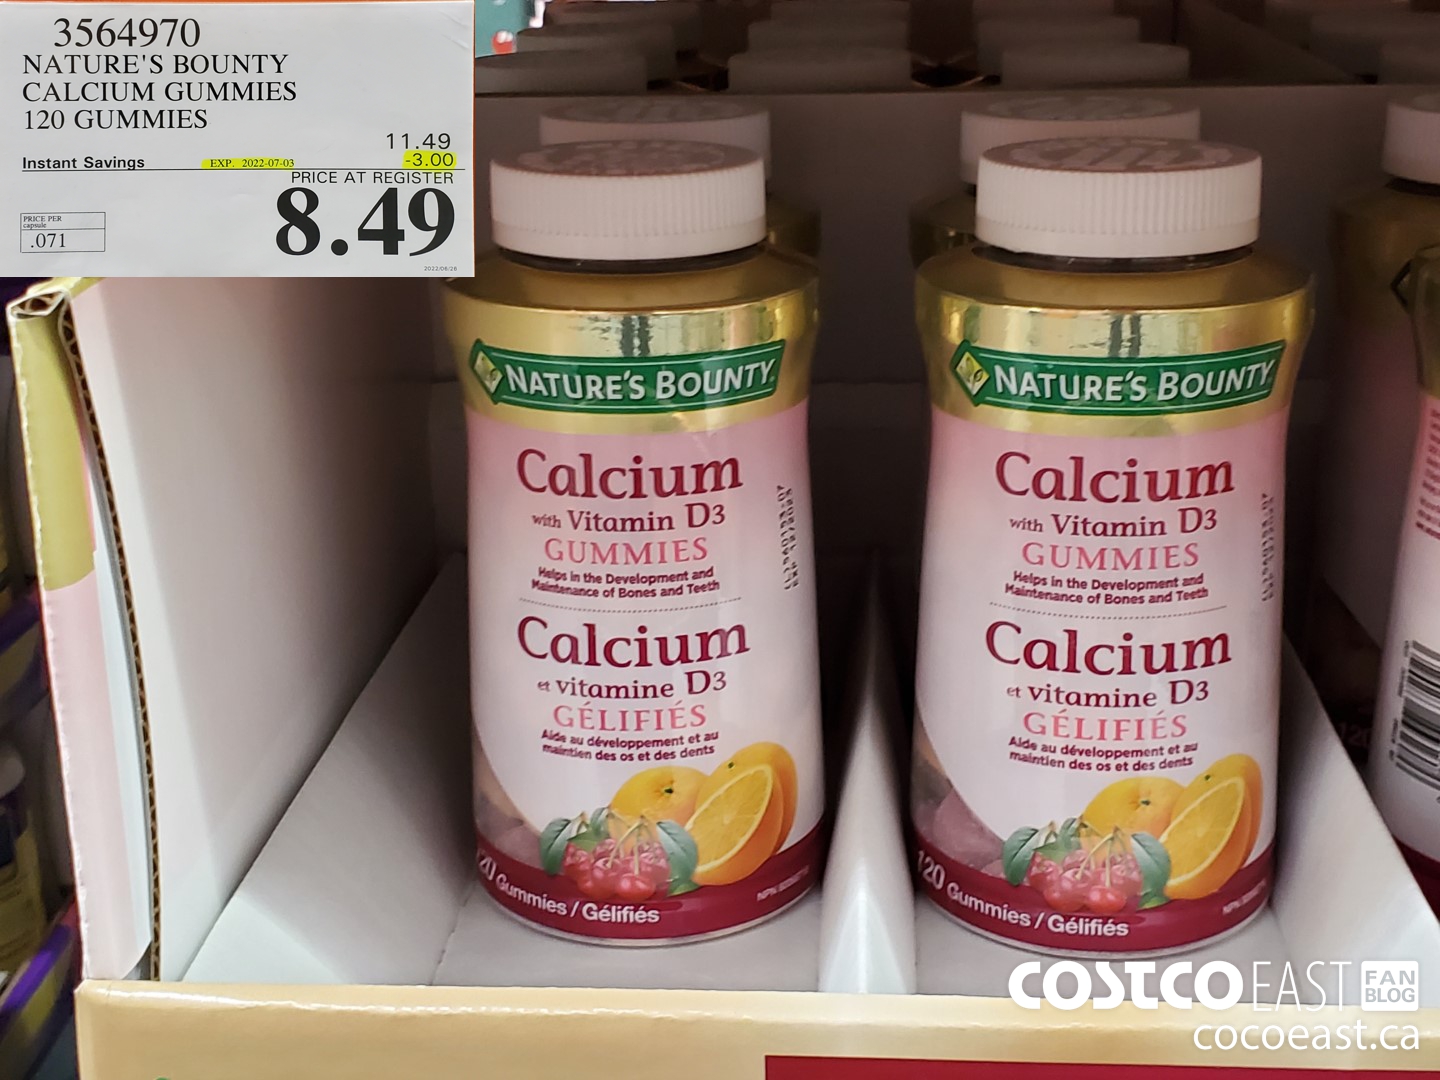 3564970
NATURE'S BOUNTY
CALCIUM GUMMIES
120 GUMMIES
11.49
Instant Savings EXP. 2022-07-03 -3.00
PRICE AT REGISTER
8.49
PRICE PER
capsule
.071
2022/06/28
NATURE'S BOUNTY
Calcium
with Vitamin D3
GUMMIES
Helps in the Development and
Maintenance of Bones and Teeth
Calcium
et vitamine D3
GÉLIFIÉS
Aide au développement et au
maintien des os et des dents
120 Gummies / Gélifiés
NATURE'S BOUNTY
Calcium
with Vitamin D3
GUMMIES
Helps in the Development and
Maintenance of Bones and Teeth
Calcium
et vitamine D3
GÉLIFIÉS
Aide au développement et au
maintien des os et des dents
120 Gummies / Gélifiés
COSTCO EAST FAN
BLOG
cocoeast.ca